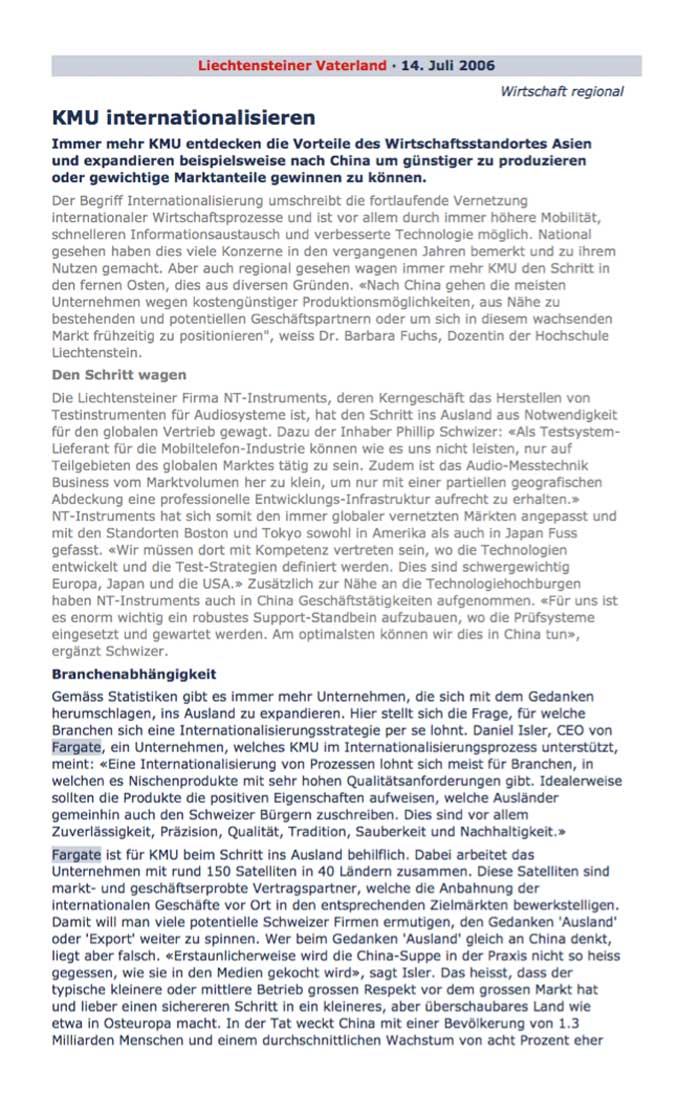 Liechtensteiner Vaterland · 14. Juli 2006
Wirtschaft regional
KMU internationalisieren
Immer mehr KMU entdecken die Vorteile des Wirtschaftsstandortes Asien
und expandieren beispielsweise nach China um günstiger zu produzieren
oder gewichtige Marktanteile gewinnen zu können.
Der Begriff Internationalisierung umschreibt die fortlaufende Vernetzung
internationaler Wirtschaftsprozesse und ist vor allem durch immer höhere Mobilität,
schnelleren Informationsaustausch und verbesserte Technologie möglich. National
gesehen haben dies viele Konzerne in den vergangenen Jahren bemerkt und zu ihrem
Nutzen gemacht. Aber auch regional gesehen wagen immer mehr KMU den Schritt in
den fernen Osten, dies aus diversen Gründen. «Nach China gehen die meisten
Unternehmen wegen kostengünstiger Produktionsmöglichkeiten, aus Nähe zu
bestehenden und potentiellen Geschäftspartnern oder um sich in diesem wachsenden
Markt frühzeitig zu positionieren", weiss Dr. Barbara Fuchs, Dozentin der Hochschule
Liechtenstein.
Den Schritt wagen
Die Liechtensteiner Firma NT-Instruments, deren Kerngeschäft das Herstellen von
Testinstrumenten für Audiosysteme ist, hat den Schritt ins Ausland aus Notwendigkeit
für den globalen Vertrieb gewagt. Dazu der Inhaber Phillip Schwizer: «Als Testsystem-
Lieferant für die Mobiltelefon-Industrie können wie es uns nicht leisten, nur auf
Teilgebieten des globalen Marktes tätig zu sein. Zudem ist das Audio-Messtechnik
Business vom Marktvolumen her zu klein, um nur mit einer partiellen geografischen
Abdeckung eine professionelle Entwicklungs-Infrastruktur aufrecht zu erhalten.»
NT-Instruments hat sich somit den immer globaler vernetzten Märkten angepasst und
mit den Standorten Boston und Tokyo sowohl in Amerika als auch in Japan Fuss
gefasst. «Wir müssen dort mit Kompetenz vertreten sein, wo die Technologien
entwickelt und die Test-Strategien definiert werden. Dies sind schwergewichtig
Europa, Japan und die USA.» Zusätzlich zur Nähe an die Technologiehochburgen
haben NT-Instruments auch in China Geschäftstätigkeiten aufgenommen. «Für uns ist
es enorm wichtig ein robustes Support-Standbein aufzubauen, wo die Prüfsysteme
eingesetzt und gewartet werden. Am optimalsten können wir dies in China tun»,
ergänzt Schwizer.
Branchenabhängigkeit
Gemäss Statistiken gibt es immer mehr Unternehmen, die sich mit dem Gedanken
herumschlagen, ins Ausland zu expandieren. Hier stellt sich die Frage, für welche
Branchen sich eine Internationalisierungsstrategie per se lohnt. Daniel Isler, CEO von
Fargate, ein Unternehmen, welches KMU im Internationalisierungsprozess unterstützt,
meint: «Eine Internationalisierung von Prozessen lohnt sich meist für Branchen, in
welchen es Nischenprodukte mit sehr hohen Qualitätsanforderungen gibt. Idealerweise
sollten die Produkte die positiven Eigenschaften aufweisen, welche Ausländer
gemeinhin auch den Schweizer Bürgern zuschreiben. Dies sind vor allem
Zuverlässigkeit, Präzision, Qualität, Tradition, Sauberkeit und Nachhaltigkeit.»
Fargate ist für KMU beim Schritt ins Ausland behilflich. Dabei arbeitet das
Unternehmen mit rund 150 Satelliten in 40 Ländern zusammen. Diese Satelliten sind
markt- und geschäftserprobte Vertragspartner, welche die Anbahnung der
internationalen Geschäfte vor Ort in den entsprechenden Zielmärkten bewerkstelligen.
Damit will man viele potentielle Schweizer Firmen ermutigen, den Gedanken 'Ausland'
oder 'Export' weiter zu spinnen. Wer beim Gedanken 'Ausland' gleich an China denkt,
liegt aber falsch. «Erstaunlicherweise wird die China-Suppe in der Praxis nicht so heiss
gegessen, wie sie in den Medien gekocht wird», sagt Isler. Das heisst, dass der
typische kleinere oder mittlere Betrieb grossen Respekt vor dem grossen Markt hat
und lieber einen sichereren Schritt in ein kleineres, aber überschaubares Land wie
etwa in Osteuropa macht. In der Tat weckt China mit einer Bevölkerung von 1.3
Milliarden Menschen und einem durchschnittlichen Wachstum von acht Prozent eher